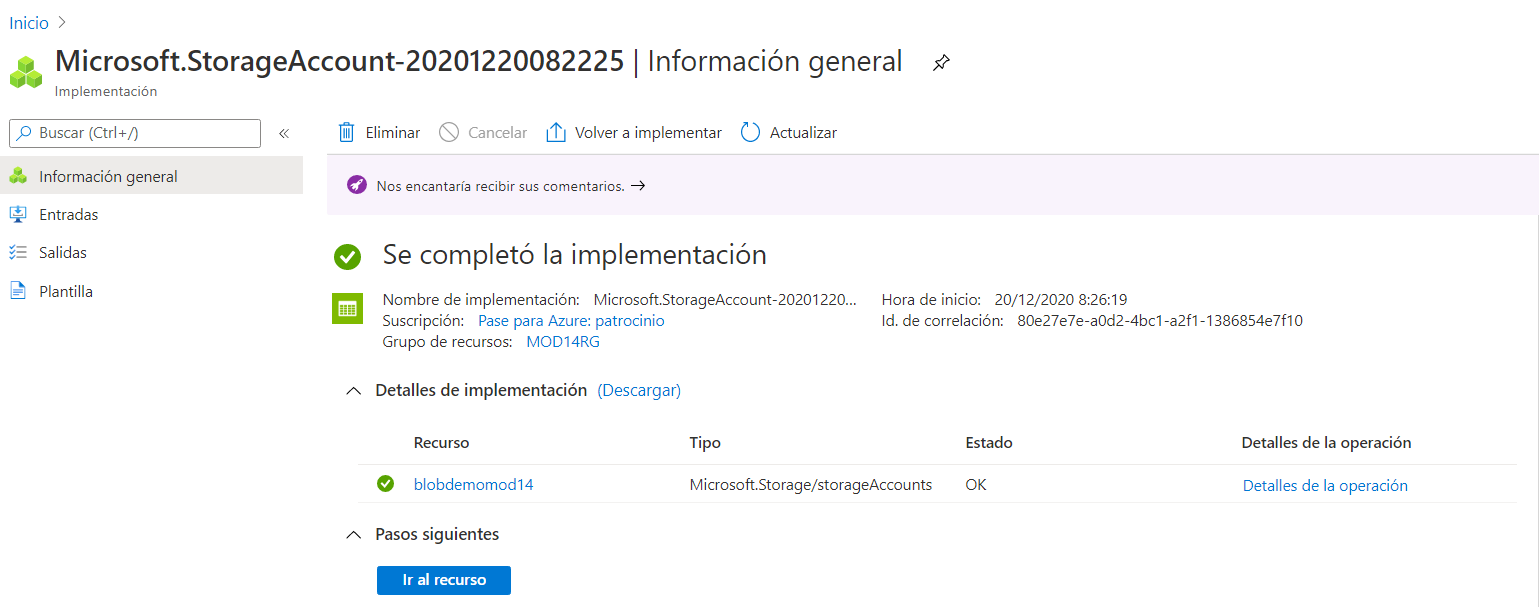 Inicio >
Microsoft.StorageAccount-20201220082225 | Información general
Implementación
Buscar (Ctrl+/)
«
Eliminar
Cancelar
Volver a implementar
Actualizar
Información general
Entradas
Salidas
Plantilla
Nos encantaría recibir sus comentarios. →
Se completó la implementación
Nombre de implementación: Microsoft.StorageAccount-20201220...
Suscripción: Pase para Azure: patrocinio
Grupo de recursos: MOD14RG
Hora de inicio: 20/12/2020 8:26:19
Id. de correlación: 80e27e7e-a0d2-4bc1-a2f1-1386854e7f10
Detalles de implementación (Descargar)
Recurso Tipo Estado Detalles de la operación
blobdemomod14 Microsoft.Storage/storageAccounts OK Detalles de la operación
Pasos siguientes
Ir al recurso